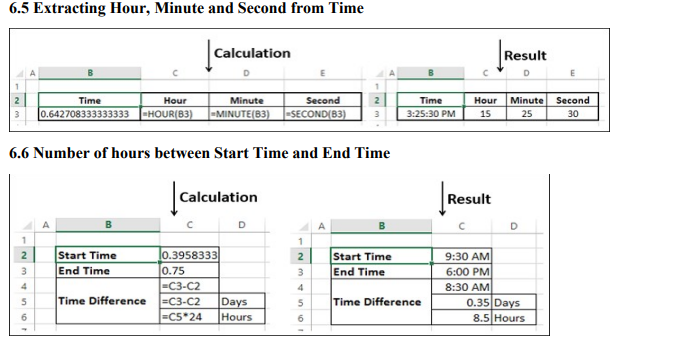 6.5 Extracting Hour, Minute and Second from Time
Calculation
A B C D E
1
2 Time Hour Minute Second
3 0.642708333333333 =HOUR(B3) =MINUTE(B3) =SECOND(B3)
Result
A B C D E
1
2 Time Hour Minute Second
3 3:25:30 PM 15 25 30
6.6 Number of hours between Start Time and End Time
Calculation
A B C D
1
2 Start Time 0.3958333
3 End Time 0.75
4 =C3-C2
5 Time Difference =C3-C2 Days
6 =C5*24 Hours
Result
A B C D
1
2 Start Time 9:30 AM
3 End Time 6:00 PM
4 8:30 AM
5 Time Difference 0.35 Days
6 8.5 Hours